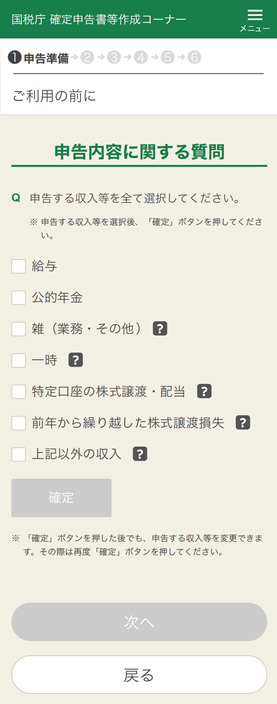 国税庁 確定申告書等作成コーナー
メニュー
1 申告準備 2 3 4 5 6
ご利用の前に
申告内容に関する質問
Q 申告する収入等を全て選択してください。
※ 申告する収入等を選択後、「確定」ボタンを押してくださ
い。
給与
公的年金
雑（業務・その他） ?
一時 ?
特定口座の株式譲渡・配当 ?
前年から繰り越した株式譲渡損失 ?
上記以外の収入 ?
確定
※ 「確定」ボタンを押した後でも、申告する収入等を変更できま
す。その際は再度「確定」ボタンを押してください。
次へ
戻る